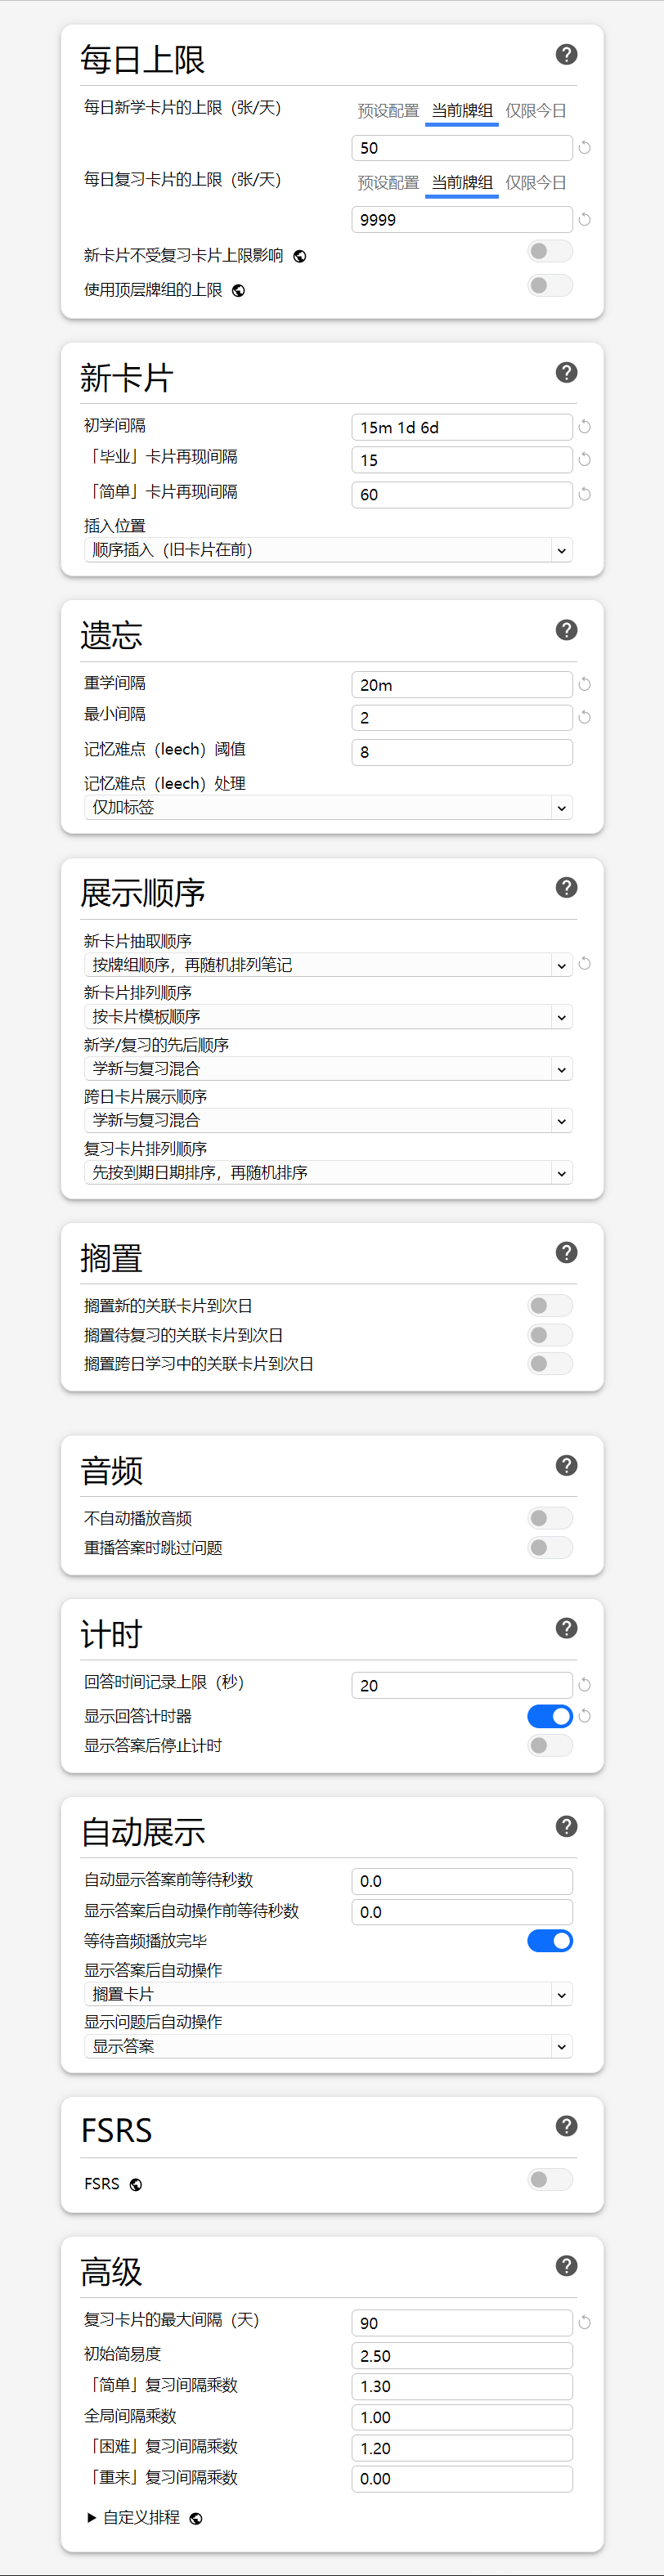 每日上限
每日新学卡片的上限（张/天）
预设配置 当前牌组 仅限今日
50
每日复习卡片的上限（张/天）
预设配置 当前牌组 仅限今日
9999
新卡片不受复习卡片上限影响
使用顶层牌组的上限
新卡片
初学间隔 15m 1d 6d
「毕业」卡片再现间隔 15
「简单」卡片再现间隔 60
插入位置
顺序插入（旧卡片在前）
遗忘
重学间隔 20m
最小间隔 2
记忆难点（leech）阈值 8
记忆难点（leech）处理
仅加标签
展示顺序
新卡片抽取顺序
按牌组顺序，再随机排列笔记
新卡片排列顺序
按卡片模板顺序
新学/复习的先后顺序
学新与复习混合
跨日卡片展示顺序
学新与复习混合
复习卡片排列顺序
先按到期日期排序，再随机排序
搁置
搁置新的关联卡片到次日
搁置待复习的关联卡片到次日
搁置跨日学习中的关联卡片到次日
音频
不自动播放音频
重播答案时跳过问题
计时
回答时间记录上限（秒） 20
显示回答计时器
显示答案后停止计时
自动展示
自动显示答案前等待秒数 0.0
显示答案后自动操作前等待秒数 0.0
等待音频播放完毕
显示答案后自动操作
搁置卡片
显示问题后自动操作
显示答案
FSRS
FSRS
高级
复习卡片的最大间隔（天） 90
初始简易度 2.50
「简单」复习间隔乘数 1.30
全局间隔乘数 1.00
「困难」复习间隔乘数 1.20
「重来」复习间隔乘数 0.00
自定义排程